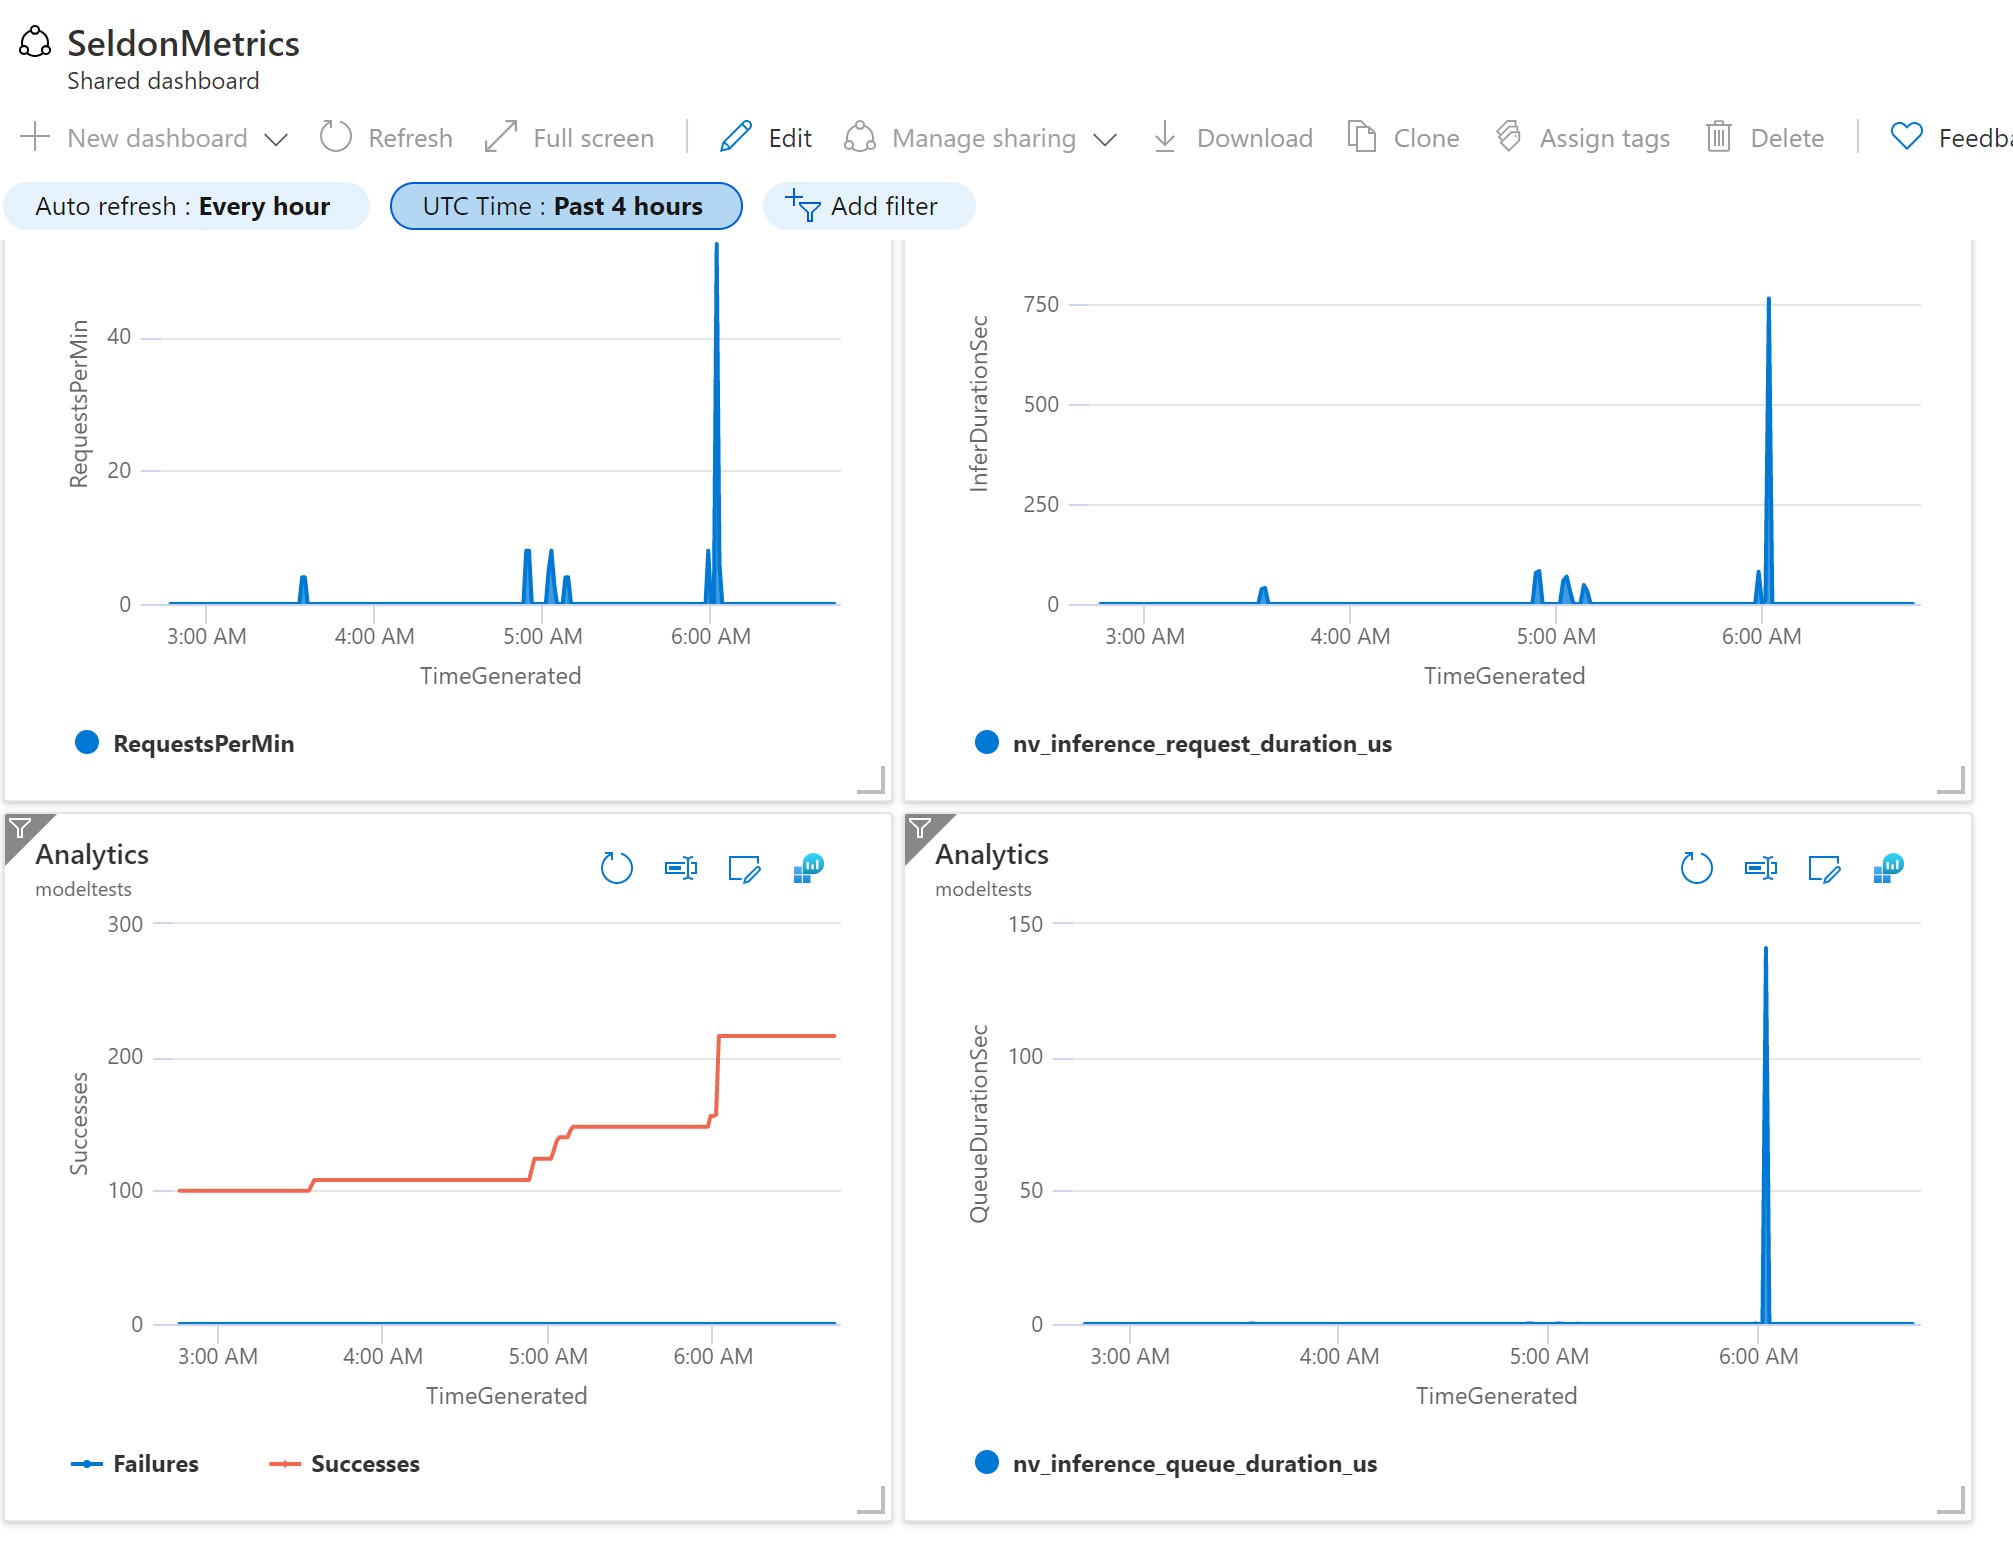 SeldonMetrics
Shared dashboard
New dashboard
Refresh
Full screen
Edit
Manage sharing
Download
Clone
Assign tags
Delete
Feedba
Auto refresh : Every hour
UTC Time : Past 4 hours
Add filter
RequestsPerMin
40
20
0
3:00 AM 4:00 AM 5:00 AM 6:00 AM
TimeGenerated
RequestsPerMin
InferDurationSec
750
500
250
0
3:00 AM 4:00 AM 5:00 AM 6:00 AM
TimeGenerated
nv_inference_request_duration_us
Analytics
modeltests
Successes
300
200
100
0
3:00 AM 4:00 AM 5:00 AM 6:00 AM
TimeGenerated
Failures Successes
Analytics
modeltests
QueueDurationSec
150
100
50
0
3:00 AM 4:00 AM 5:00 AM 6:00 AM
TimeGenerated
nv_inference_queue_duration_us